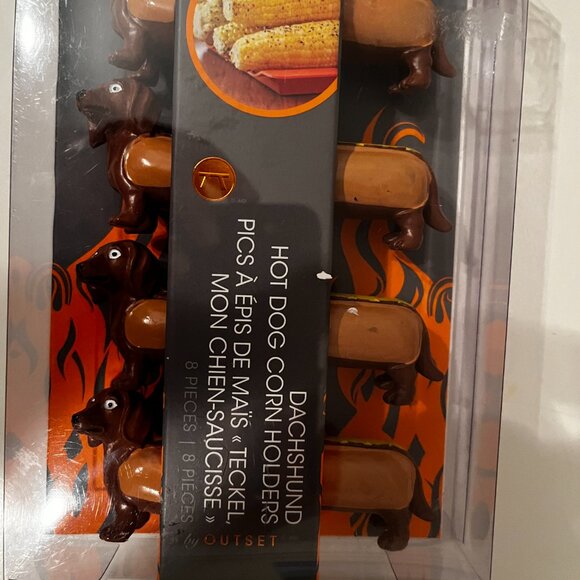 DACHSHUND
HOT DOG CORN HOLDERS
PICS À ÉPIS DE MAÏS « TECKEL,
MON CHIEN-SAUCISSE »
8 PIECES | 8 PIÈCES
by OUTSET